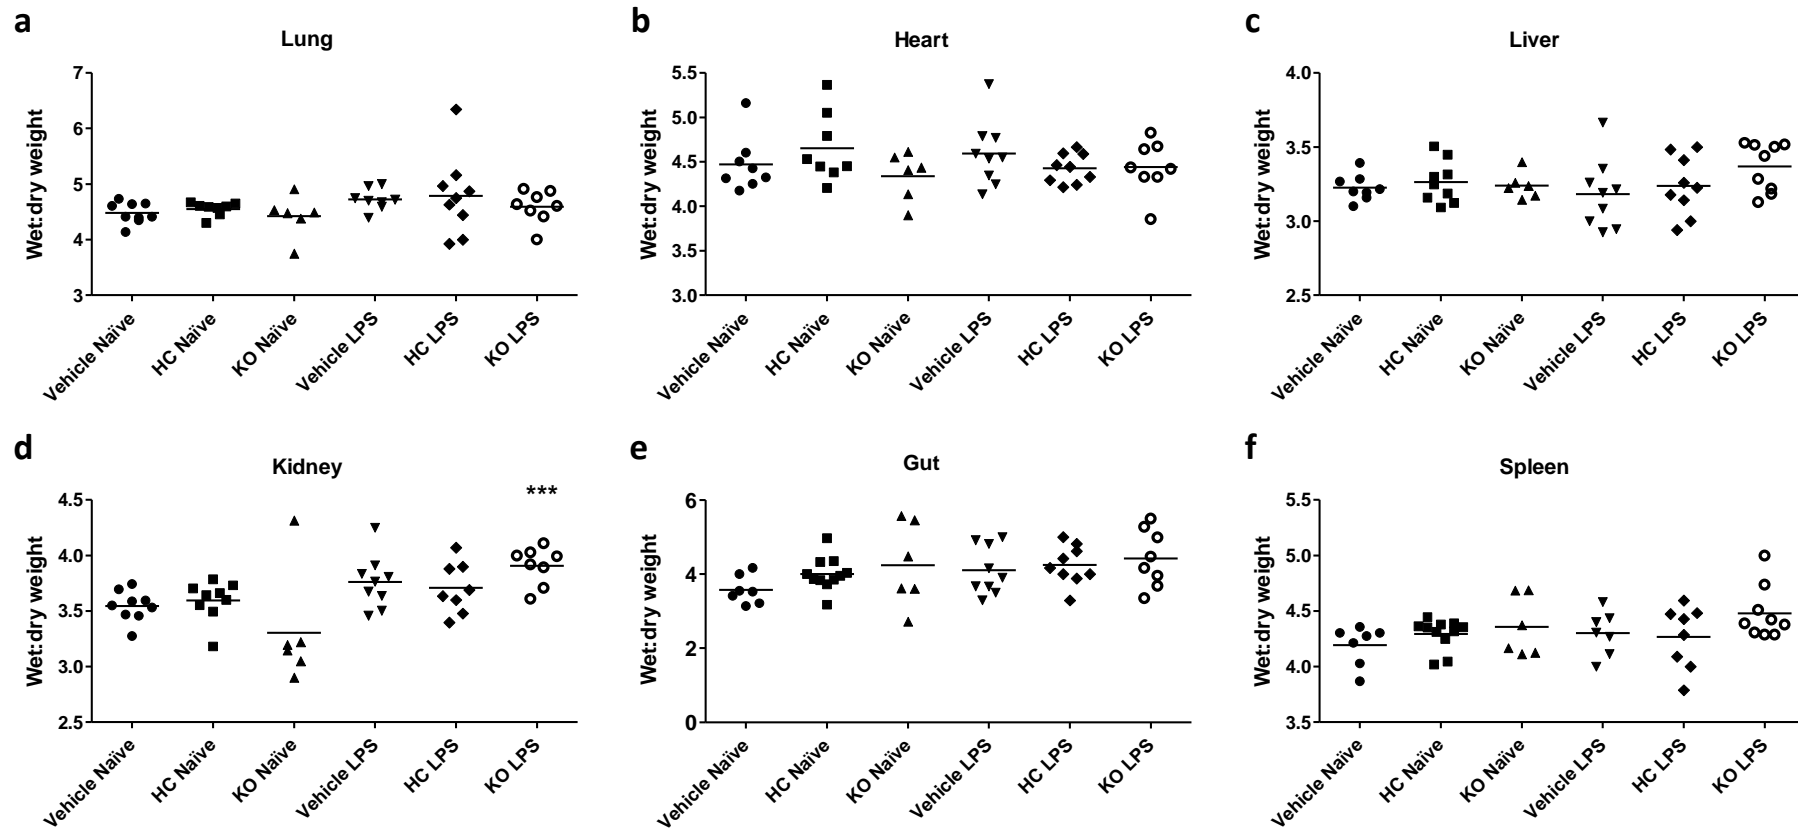 a
Lung
Wet:dry weight
7
6
5
4
3
Vehicle Naïve
HC Naïve
KO Naïve
Vehicle LPS
HC LPS
KO LPS
b
Heart
Wet:dry weight
5.5
5.0
4.5
4.0
4.5
3.0
Vehicle Naïve
HC Naïve
KO Naïve
Vehicle LPS
HC LPS
KO LPS
c
Liver
Wet:dry weight
4.0
3.5
3.0
2.5
Vehicle Naïve
HC Naïve
KO Naïve
Vehicle LPS
HC LPS
KO LPS
d
Kidney
Wet:dry weight
4.5
4.0
3.5
3.0
2.5
***
Vehicle Naïve
HC Naïve
KO Naïve
Vehicle LPS
HC LPS
KO LPS
e
Gut
Wet:dry weight
6
4
2
0
Vehicle Naïve
HC Naïve
KO Naïve
Vehicle LPS
HC LPS
KO LPS
f
Spleen
Wet:dry weight
5.5
5.0
4.5
4.0
3.5
Vehicle Naïve
HC Naïve
KO Naïve
Vehicle LPS
HC LPS
KO LPS